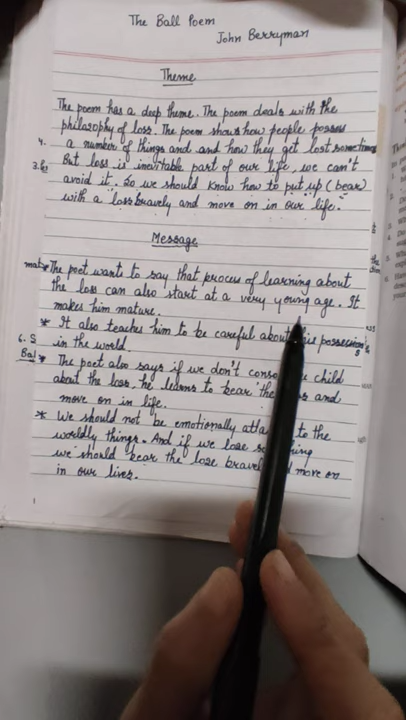 The Ball Poem
John Berryman
Theme
The poem has a deep theme. The poem deals with the
philosophy of loss. The poem shows how people possess
4. a number of things and and how they get lost sometimes
3. But loss is inevitable part of our life we can't
avoid it. So we should know how to put up (bear)
with a loss bravely and move on in our life.
Message
* The poet wants to say that process of learning about
the loss can also start at a very young age. It
makes him mature.
* It also teaches him to be careful about possession's
6. S in the world.
Bal * The poet also says if we don't child
about the loss, he learns to bear the and
move on in life.
* We should not be emotionally to the
worldly things. And if we lose
we should bear the lose move on
in our lives.